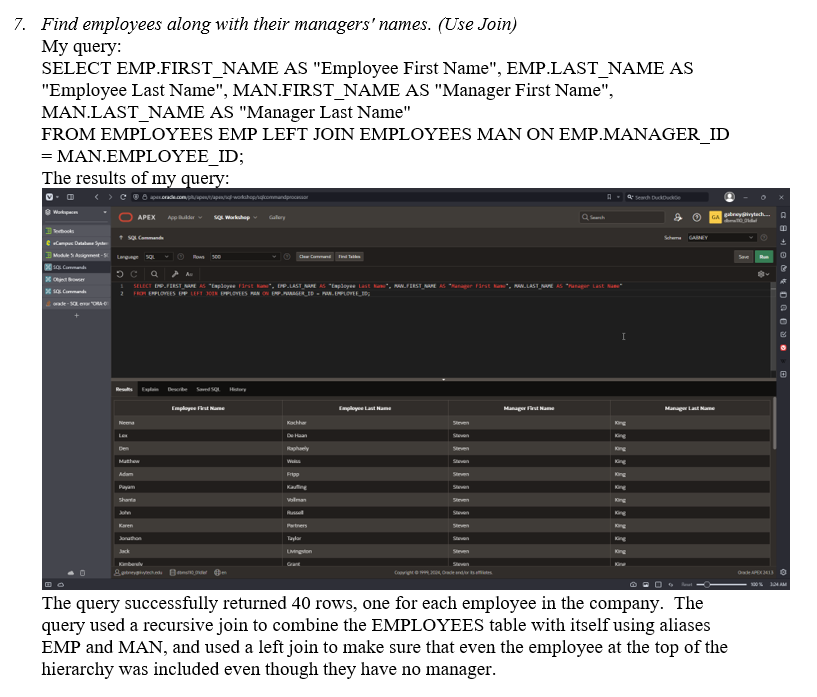 7. Find employees along with their managers' names. (Use Join)
My query:
SELECT EMP.FIRST_NAME AS "Employee First Name", EMP.LAST_NAME AS
"Employee Last Name", MAN.FIRST_NAME AS "Manager First Name",
MAN.LAST_NAME AS "Manager Last Name"
FROM EMPLOYEES EMP LEFT JOIN EMPLOYEES MAN ON EMP.MANAGER_ID
= MAN.EMPLOYEE_ID;
The results of my query:
Search DuckDuckGo
Workspaces
APEX App Builder SQL Workshop Gallery Search GA
Textbooks
eCampus Database Syste
SQL Commands Schema GABNEY
Module 5 Assignment - S
Language SQL Rows 500 Clear Command Find Tables Save Run
SQL Commands
Object Browser
SQL Commands
oracle - SQL error "ORA-0
1 SELECT EMP.FIRST_NAME AS "Employee First Name", EMP.LAST_NAME AS "Employee Last Name", MAN.FIRST_NAME AS "Manager First Name", MAN.LAST_NAME AS "Manager Last Name"
2 FROM EMPLOYEES EMP LEFT JOIN EMPLOYEES MAN ON EMP.MANAGER_ID = MAN.EMPLOYEE_ID;
Results Explain Describe Saved SQL History
Employee First Name Employee Last Name Manager First Name Manager Last Name
Neena Kochhar Steven King
Lex De Haan Steven King
Den Raphaely Steven King
Matthew Weiss Steven King
Adam Fripp Steven King
Payam Kaufling Steven King
Shanta Vollman Steven King
John Russell Steven King
Karen Partners Steven King
Jonathon Taylor Steven King
Jack Livingston Steven King
Kimberely Grant Steven King
en Copyright © 1999, 2024, Oracle and/or its affiliates. Oracle APEX 24.1.3
100% 3:24 AM
The query successfully returned 40 rows, one for each employee in the company. The
query used a recursive join to combine the EMPLOYEES table with itself using aliases
EMP and MAN, and used a left join to make sure that even the employee at the top of the
hierarchy was included even though they have no manager.